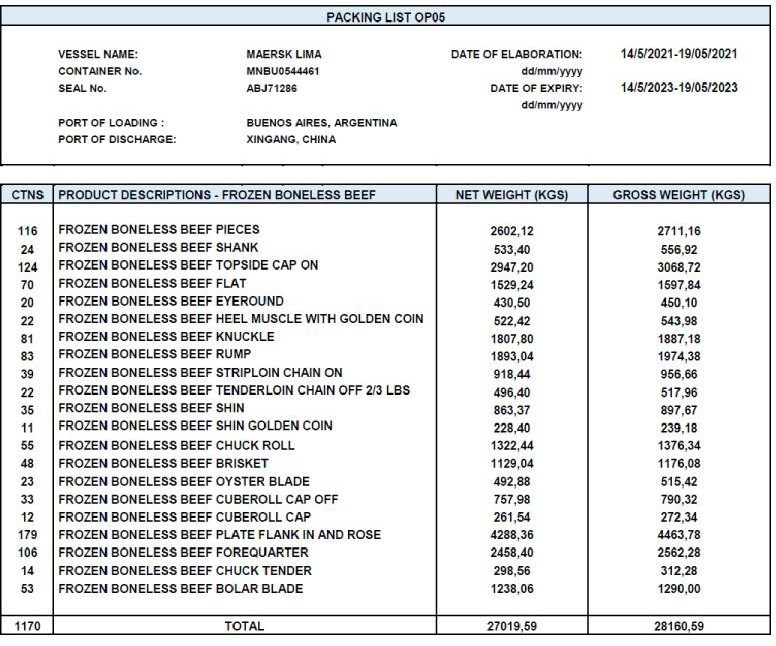 PACKING LIST OP05
VESSEL NAME: MAERSK LIMA DATE OF ELABORATION: 14/5/2021-19/05/2021
CONTAINER No. MNBU0544461 dd/mm/yyyy
SEAL No. ABJ71286 DATE OF EXPIRY: 14/5/2023-19/05/2023
dd/mm/yyyy
PORT OF LOADING : BUENOS AIRES, ARGENTINA
PORT OF DISCHARGE: XINGANG, CHINA
CTNS PRODUCT DESCRIPTIONS - FROZEN BONELESS BEEF NET WEIGHT (KGS) GROSS WEIGHT (KGS)
116 FROZEN BONELESS BEEF PIECES 2602,12 2711,16
24 FROZEN BONELESS BEEF SHANK 533,40 556,92
124 FROZEN BONELESS BEEF TOPSIDE CAP ON 2947,20 3068,72
70 FROZEN BONELESS BEEF FLAT 1529,24 1597,84
20 FROZEN BONELESS BEEF EYEROUND 430,50 450,10
22 FROZEN BONELESS BEEF HEEL MUSCLE WITH GOLDEN COIN 522,42 543,98
81 FROZEN BONELESS BEEF KNUCKLE 1807,80 1887,18
83 FROZEN BONELESS BEEF RUMP 1893,04 1974,38
39 FROZEN BONELESS BEEF STRIPLOIN CHAIN ON 918,44 956,66
22 FROZEN BONELESS BEEF TENDERLOIN CHAIN OFF 2/3 LBS 496,40 517,96
35 FROZEN BONELESS BEEF SHIN 863,37 897,67
11 FROZEN BONELESS BEEF SHIN GOLDEN COIN 228,40 239,18
55 FROZEN BONELESS BEEF CHUCK ROLL 1322,44 1376,34
48 FROZEN BONELESS BEEF BRISKET 1129,04 1176,08
23 FROZEN BONELESS BEEF OYSTER BLADE 492,88 515,42
33 FROZEN BONELESS BEEF CUBEROLL CAP OFF 757,98 790,32
12 FROZEN BONELESS BEEF CUBEROLL CAP 261,54 272,34
179 FROZEN BONELESS BEEF PLATE FLANK IN AND ROSE 4288,36 4463,78
106 FROZEN BONELESS BEEF FOREQUARTER 2458,40 2562,28
14 FROZEN BONELESS BEEF CHUCK TENDER 298,56 312,28
53 FROZEN BONELESS BEEF BOLAR BLADE 1238,06 1290,00
1170 TOTAL 27019,59 28160,59